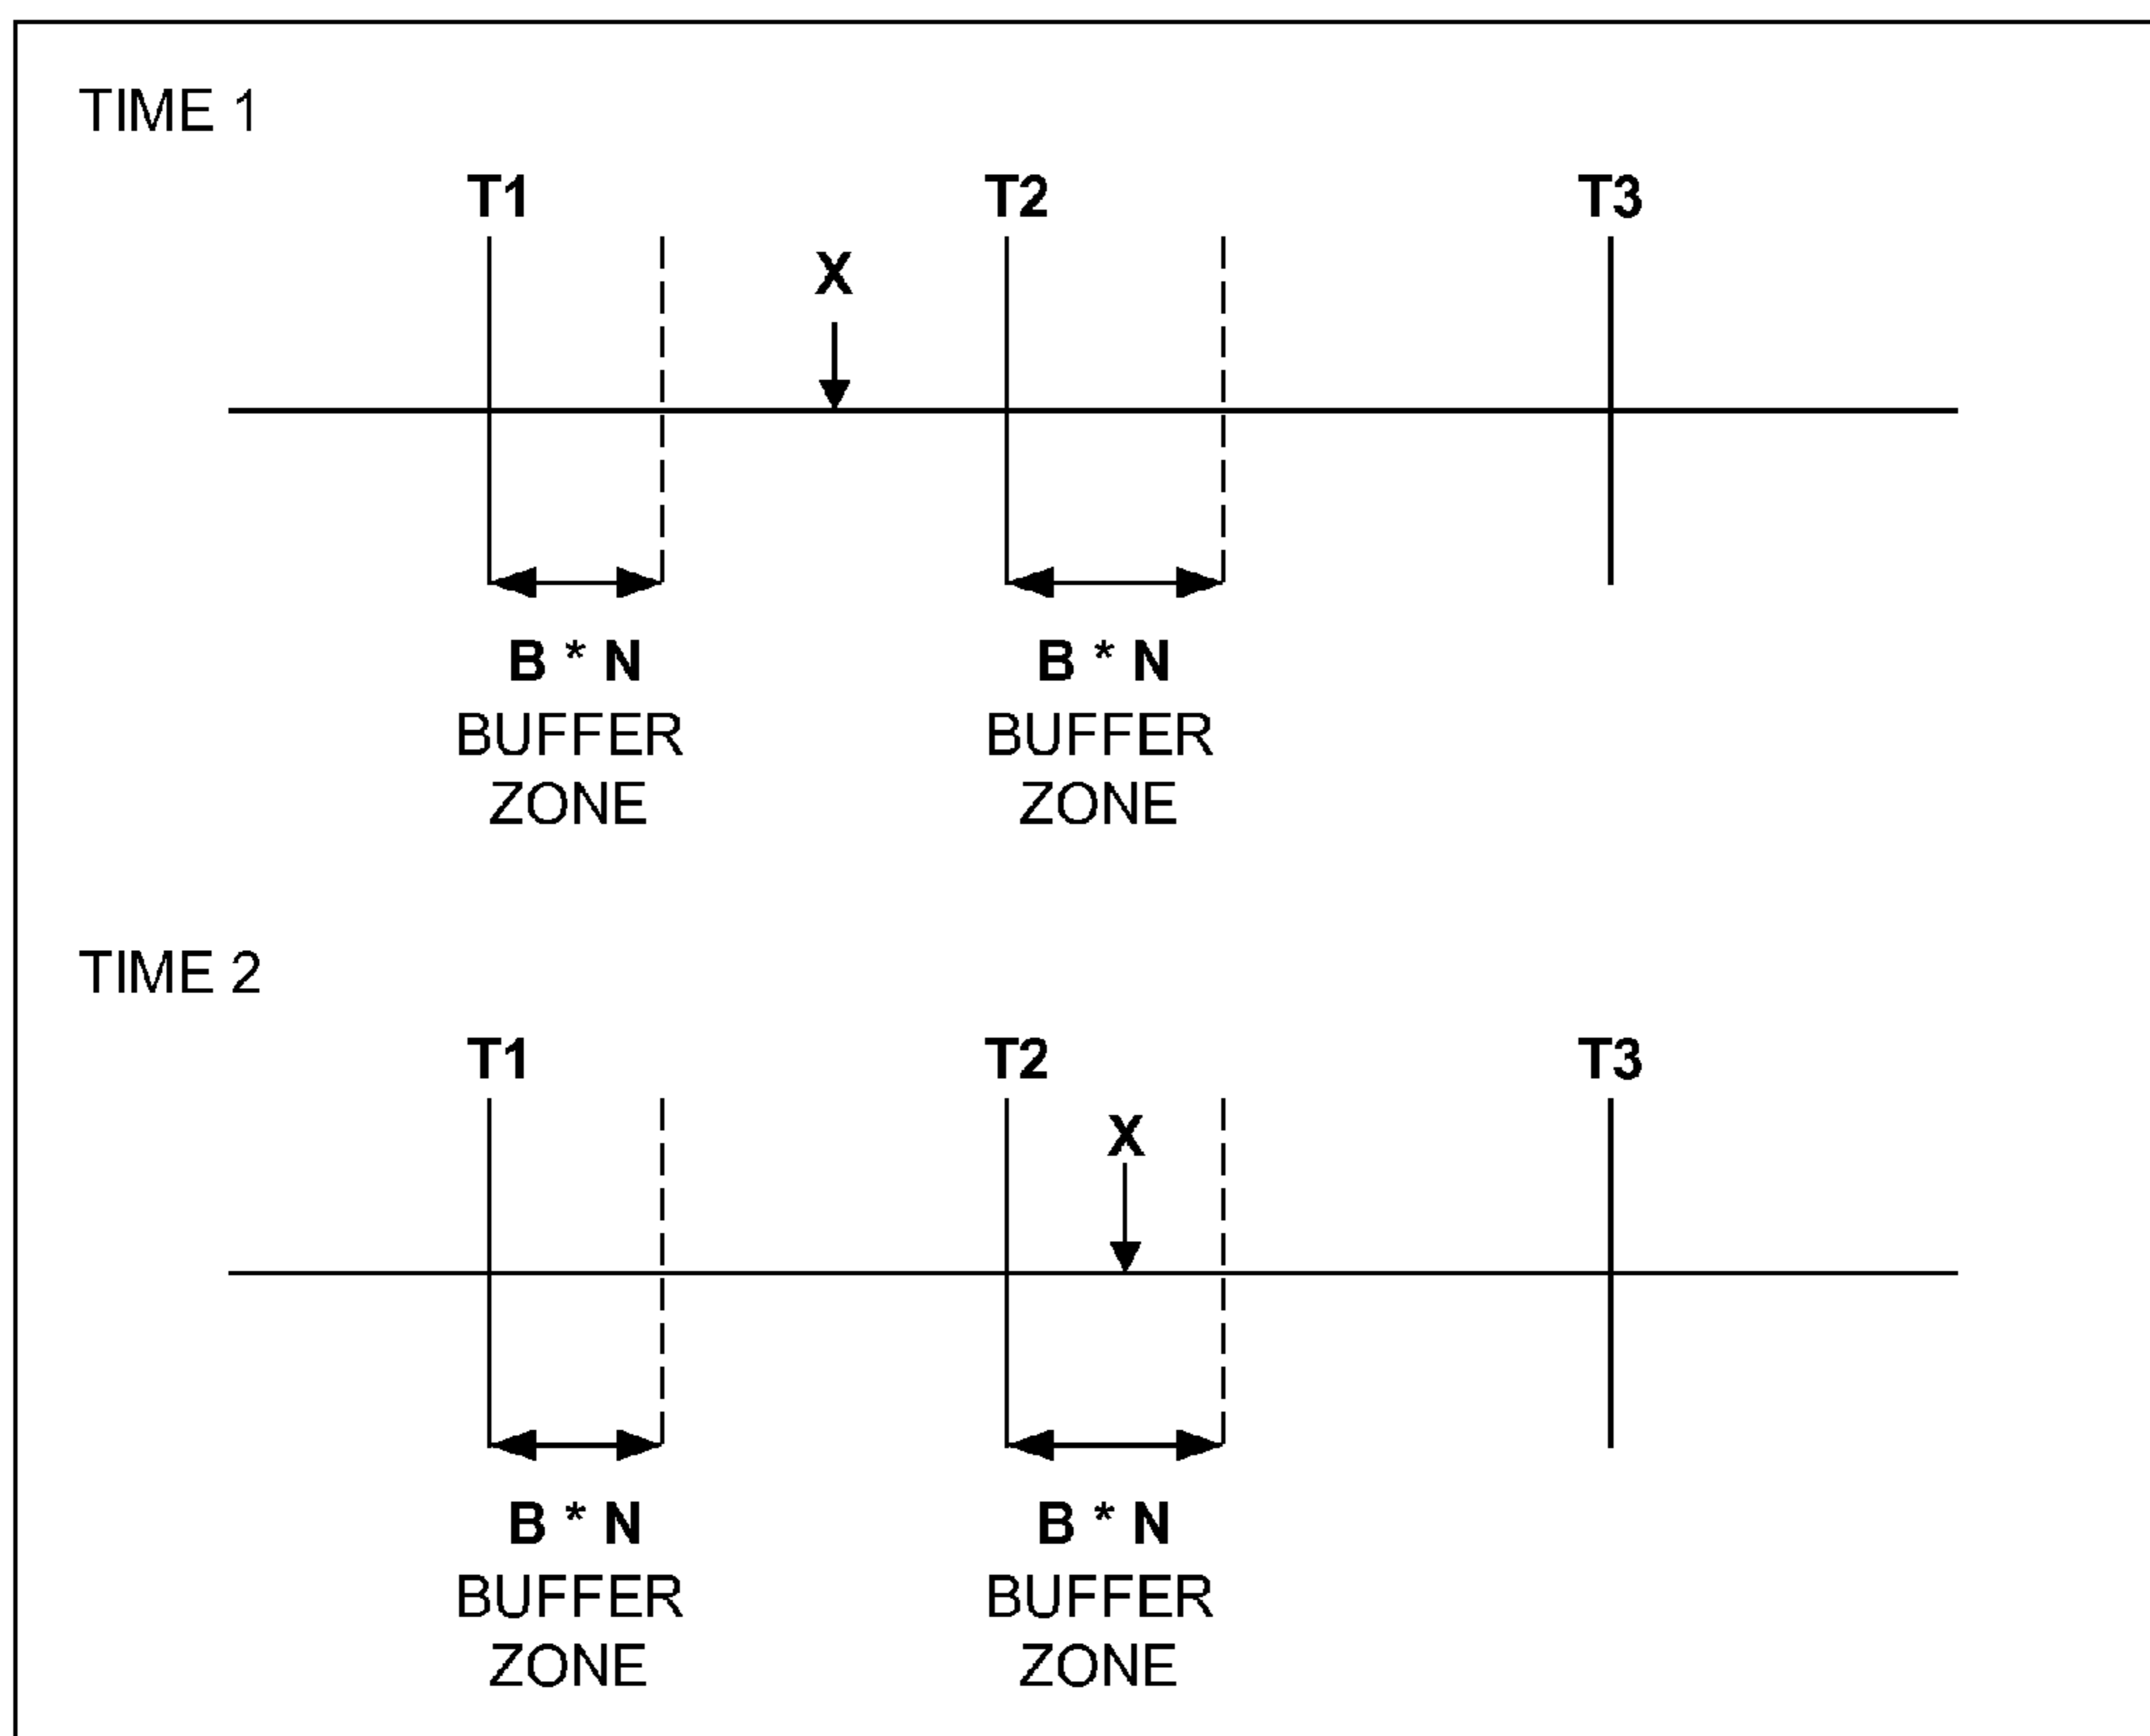 TIME 1
T1 T2 T3
X
B * N B * N
BUFFER BUFFER
ZONE ZONE
TIME 2
T1 T2 T3
X
B * N B * N
BUFFER BUFFER
ZONE ZONE